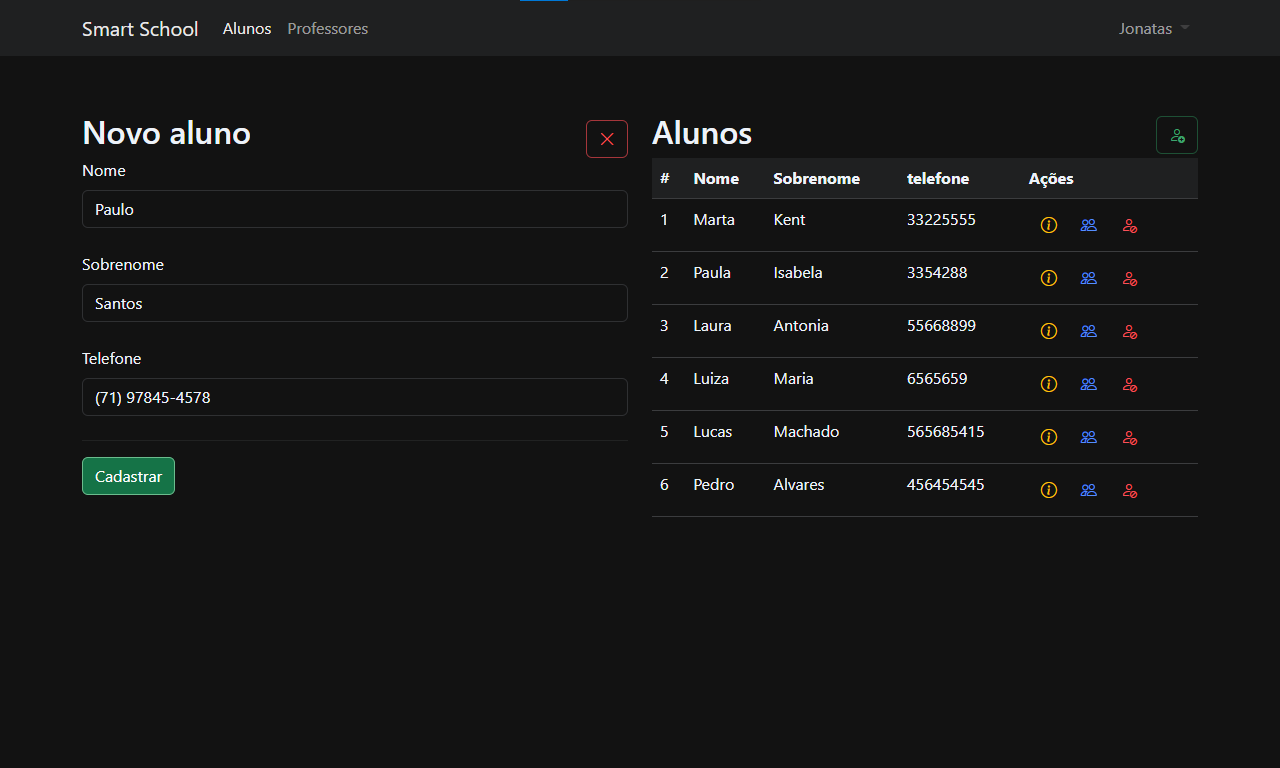 Smart School Alunos Professores Jonatas
Novo aluno
Nome
Paulo
Sobrenome
Santos
Telefone
(71) 97845-4578
Cadastrar
Alunos
# Nome Sobrenome telefone Ações
1 Marta Kent 33225555
2 Paula Isabela 3354288
3 Laura Antonia 55668899
4 Luiza Maria 6565659
5 Lucas Machado 565685415
6 Pedro Alvares 456454545